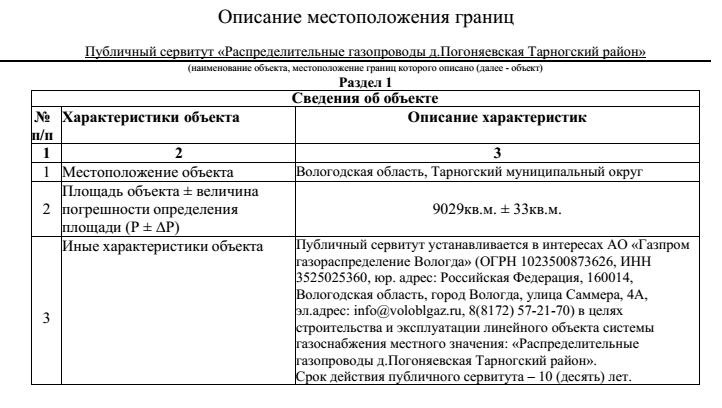 Описание местоположения границ
Публичный сервитут «Распределительные газопроводы д.Погоняевская Тарногский район»
(наименование объекта, местоположение границ которого описано (далее - объект)
Раздел 1
Сведения об объекте
№ п/п
Характеристики объекта
Описание характеристик
1
2
3
1
Местоположение объекта
Вологодская область, Тарногский муниципальный округ
2
Площадь объекта ± величина
погрешности определения
площади (P ± ΔP)
9029кв.м. ± 33кв.м.
3
Иные характеристики объекта
Публичный сервитут устанавливается в интересах АО «Газпром
газораспределение Вологда» (ОГРН 1023500873626, ИНН
3525025360, юр. адрес: Российская Федерация, 160014,
Вологодская область, город Вологда, улица Саммера, 4А,
эл.адрес: info@voloblgaz.ru, 8(8172) 57-21-70) в целях
строительства и эксплуатации линейного объекта системы
газоснабжения местного значения: «Распределительные
газопроводы д.Погоняевская Тарногский район».
Срок действия публичного сервитута – 10 (десять) лет.